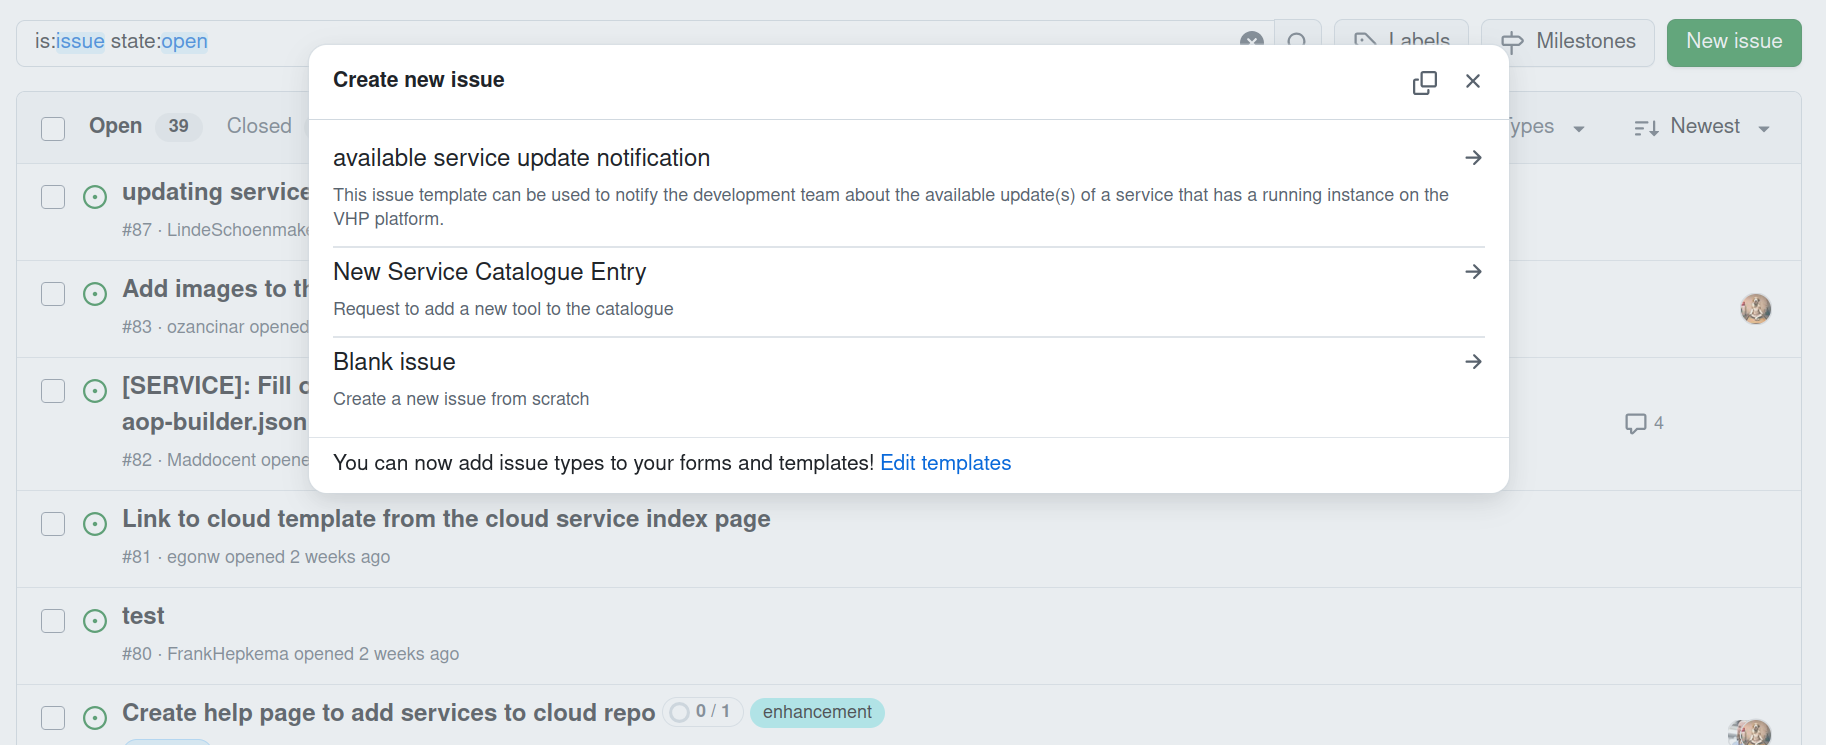 is:issue state:open
Labels
Milestones
New issue
Create new issue
Open 39 Closed
Newest
available service update notification
This issue template can be used to notify the development team about the available update(s) of a service that has a running instance on the
VHP platform.
New Service Catalogue Entry
Request to add a new tool to the catalogue
Blank issue
Create a new issue from scratch
You can now add issue types to your forms and templates! Edit templates
updating service
#87 ·
Add images to
#83 · ozancinar opened
[SERVICE]: Fill
aop-builder.json
#82 · Maddocent
4
Link to cloud template from the cloud service index page
#81 · egonw opened 2 weeks ago
test
#80 · FrankHepkema opened 2 weeks ago
Create help page to add services to cloud repo 0 / 1 enhancement